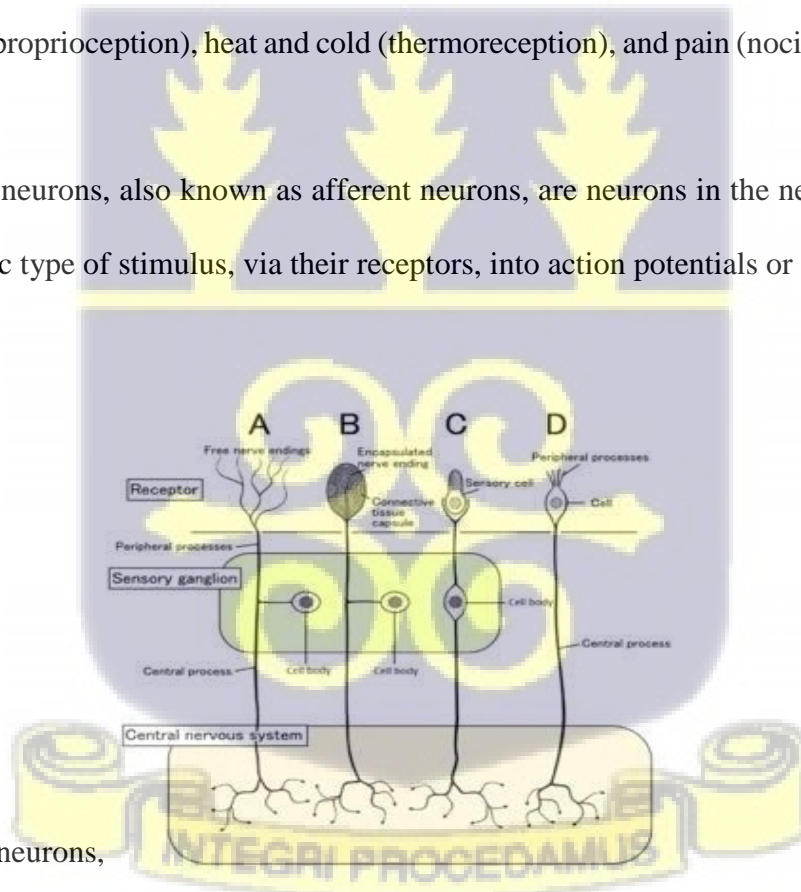 proprioception), heat and cold (thermoreception), and pain (noci
neurons, also known as afferent neurons, are neurons in the ne
c type of stimulus, via their receptors, into action potentials or
A B C D
Free nerve endings
Encapsulated
nerve ending
Peripheral processes
Receptor
Sensory cell
Cell
Connective
tissue
capsule
Peripheral processes
Sensory ganglion
Cell body
Central process
Central process
Cell body
Cell body
Central nervous system
neurons,
INTEGRI PROCEDAMUS